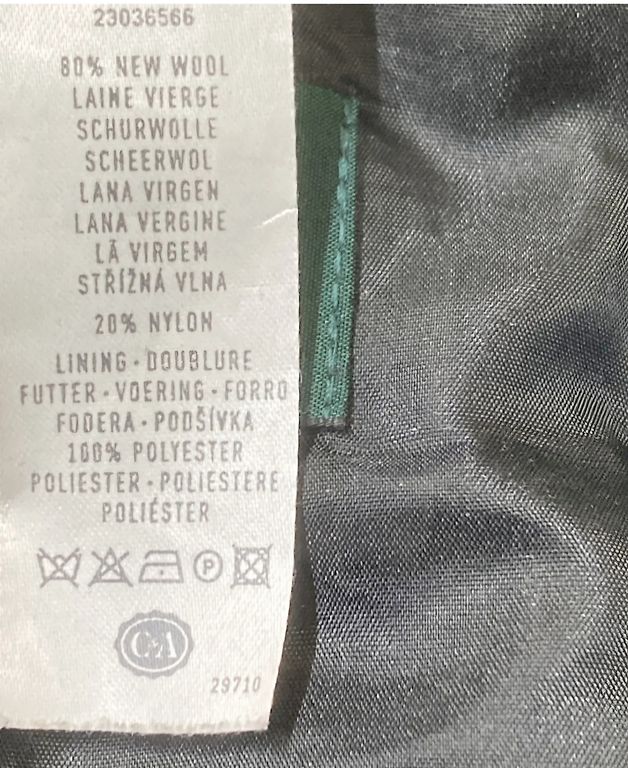 23036566
80% NEW WOOL
LAINE VIERGE
SCHURWOLLE
SCHEERWOL
LANA VIRGEN
LANA VERGINE
LÃ VIRGEM
STŘÍŽNÁ VLNA
20% NYLON
LINING · DOUBLURE
FUTTER · VOERING · FORRO
FODERA · PODŠÍVKA
100% POLYESTER
POLIESTER · POLIESTERE
POLIÉSTER
P
C&A
29710